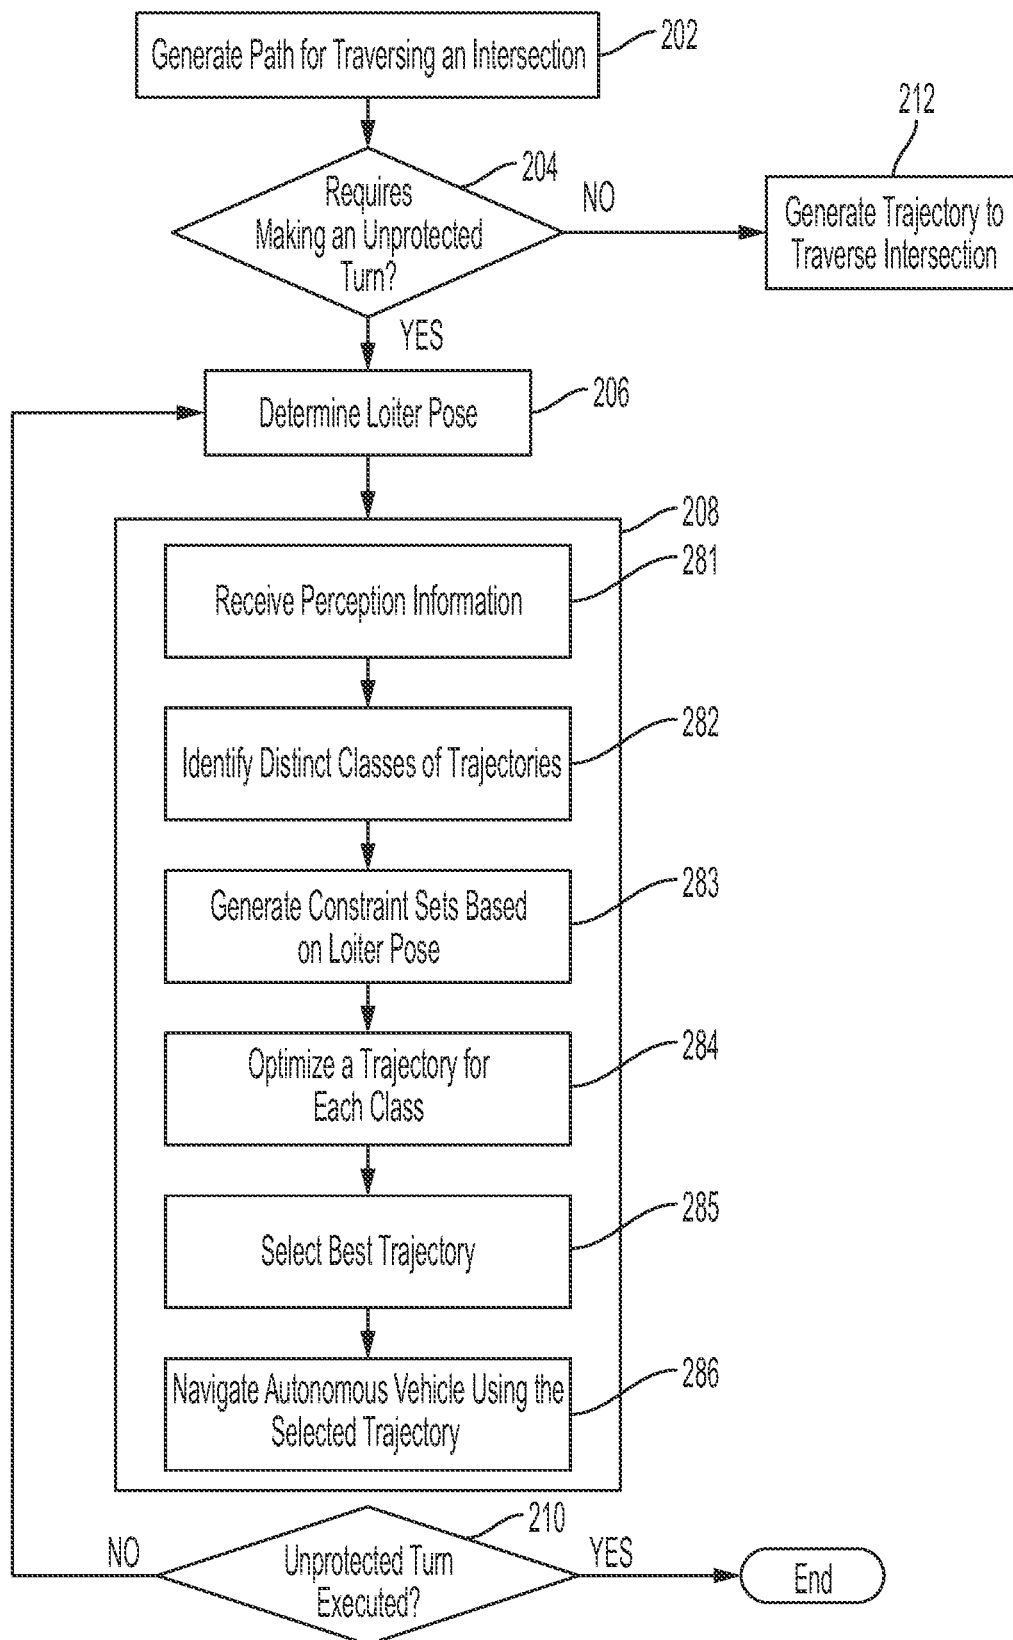 Generate Path for Traversing an Intersection
202
212
204
Requires
Making an Unprotected
Turn?
NO
Generate Trajectory to
Traverse Intersection
YES
206
Determine Loiter Pose
208
281
Receive Perception Information
282
Identify Distinct Classes of Trajectories
283
Generate Constraint Sets Based
on Loiter Pose
284
Optimize a Trajectory for
Each Class
285
Select Best Trajectory
286
Navigate Autonomous Vehicle Using the
Selected Trajectory
210
NO
Unprotected Turn
Executed?
YES
End